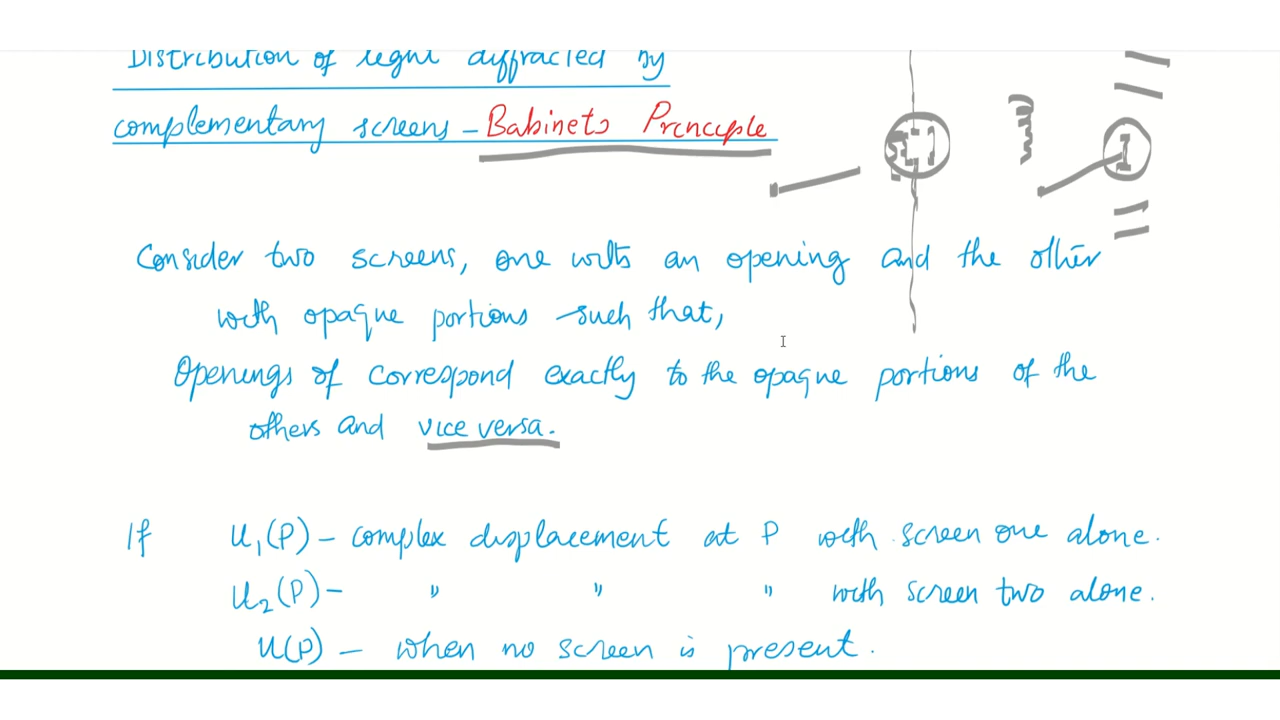 Distribution of light diffracted by
complementary screens - Babinets Principle
Consider two screens, one with an opening and the other
with opaque portions such that,
Openings of correspond exactly to the opaque portions of the
others and vice versa.
If U₁(P) - complex displacement at P with screen one alone.
U₂(P) - " " " with screen two alone.
U(P) - when no screen is present.